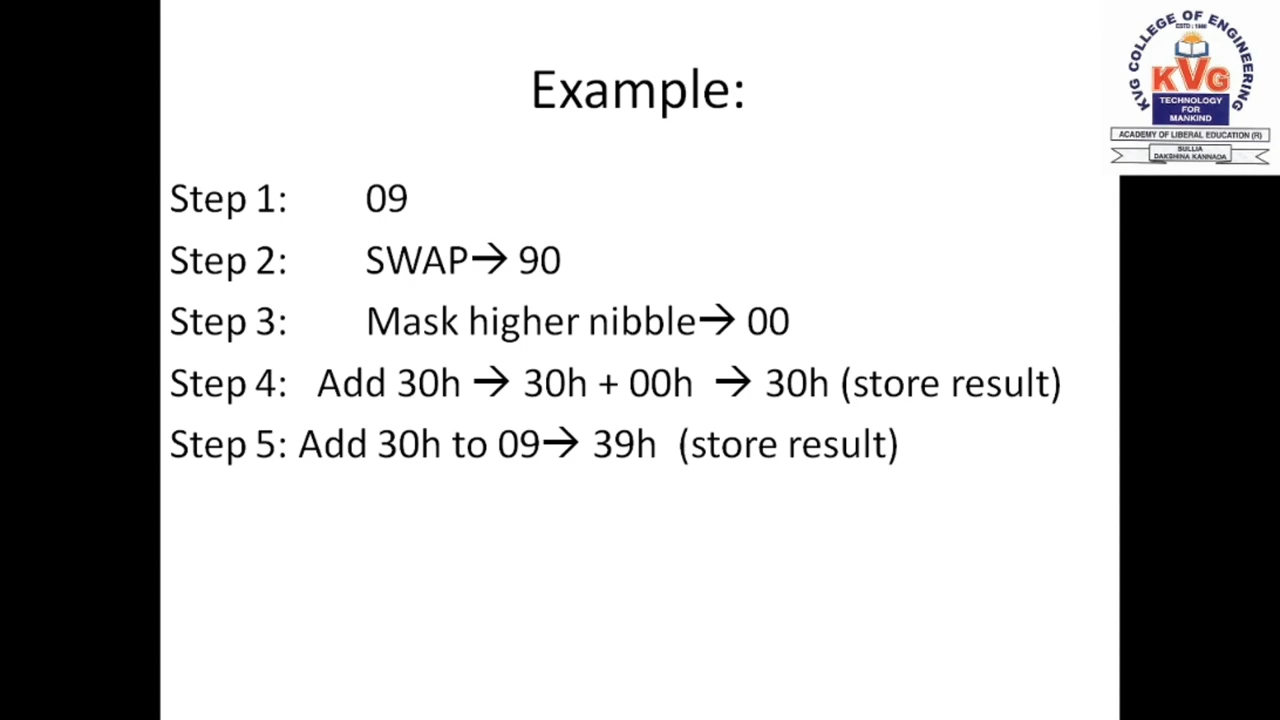 KVG COLLEGE OF ENGINEERING
ESTD : 1986
KVG
TECHNOLOGY
FOR
MANKIND
ACADEMY OF LIBERAL EDUCATION (R)
SULLIA
DAKSHINA KANNADA
Example:
Step 1: 09
Step 2: SWAP→ 90
Step 3: Mask higher nibble→ 00
Step 4: Add 30h → 30h + 00h → 30h (store result)
Step 5: Add 30h to 09→ 39h (store result)